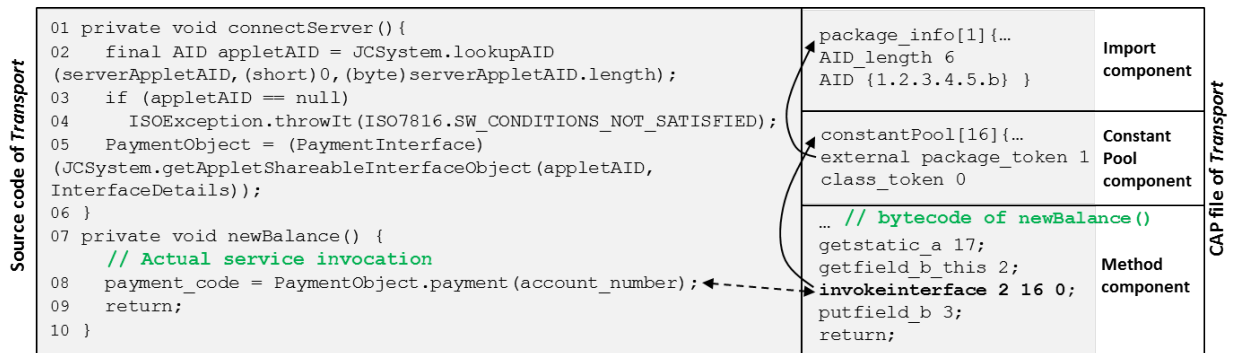 Source code of Transport
01 private void connectServer(){
02 final AID appletAID = JCSystem.lookupAID
(serverAppletAID,(short)0,(byte)serverAppletAID.length);
03 if (appletAID == null)
04 ISOException.throwIt(ISO7816.SW_CONDITIONS_NOT_SATISFIED);
05 PaymentObject = (PaymentInterface)
(JCSystem.getAppletShareableInterfaceObject(appletAID,
InterfaceDetails));
06 }
07 private void newBalance() {
// Actual service invocation
08 payment_code = PaymentObject.payment(account_number);
09 return;
10 }
package_info[1]{…
AID_length 6
AID {1.2.3.4.5.b} }
Import
component
constantPool[16]{…
external package_token 1
class_token 0
Constant
Pool
component
… // bytecode of newBalance()
getstatic_a 17;
getfield_b_this 2;
invokeinterface 2 16 0;
putfield_b 3;
return;
Method
component
CAP file of Transport